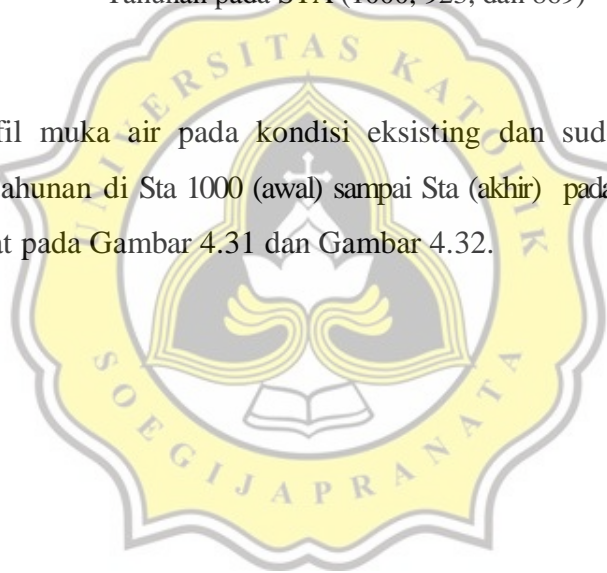 Tahunan pada STA (1000, 925, dan 869)
fil muka air pada kondisi eksisting dan sud
ahunan di Sta 1000 (awal) sampai Sta (akhir) pada
at pada Gambar 4.31 dan Gambar 4.32.
UNIVERSITAS KATOLIK
SOEGIJAPRANATA